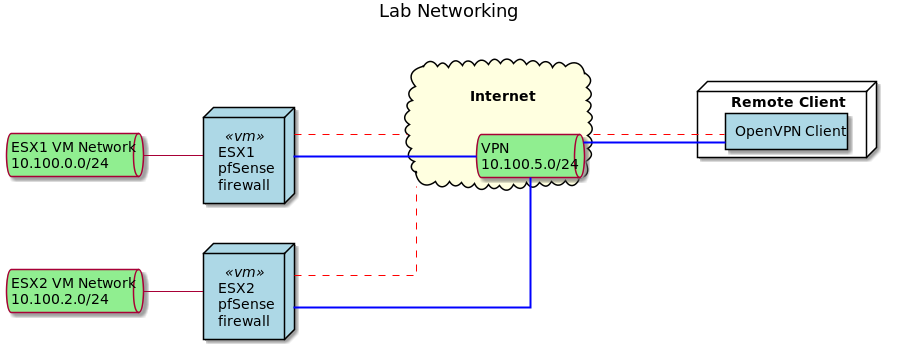 Lab Networking
Internet
Remote Client
OpenVPN Client
ESX1 VM Network
10.100.0.0/24
«vm»
ESX1
pfSense
firewall
VPN
10.100.5.0/24
ESX2 VM Network
10.100.2.0/24
«vm»
ESX2
pfSense
firewall